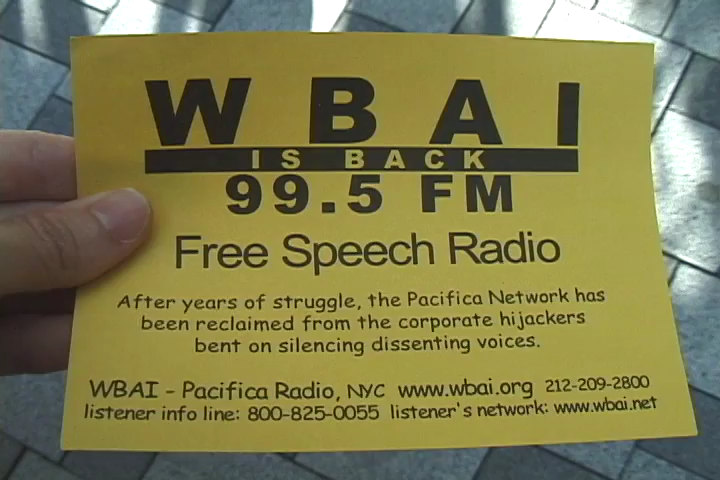 WBAI
IS BACK
99.5 FM
Free Speech Radio
After years of struggle, the Pacifica Network has
been reclaimed from the corporate hijackers
bent on silencing dissenting voices.
WBAI - Pacifica Radio, NYC www.wbai.org 212-209-2800
listener info line: 800-825-0055 listener's network: www.wbai.net